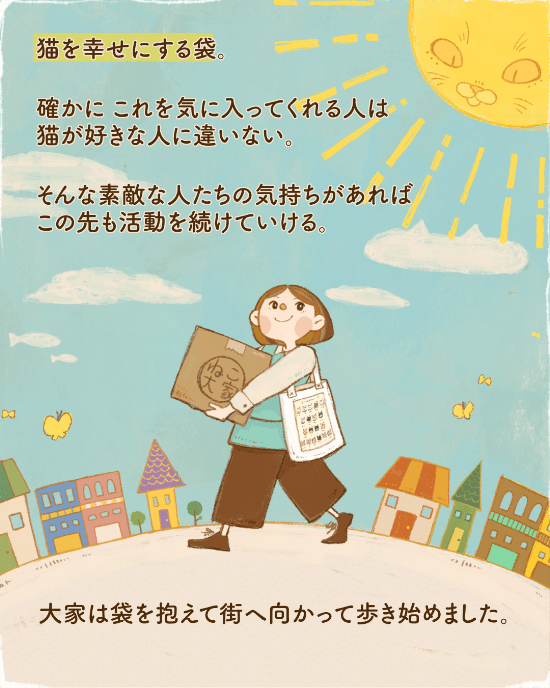 猫を幸せにする袋。
確かに これを気に入ってくれる人は
猫が好きな人に違いない。
そんな素敵な人たちの気持ちがあれば
この先も活動を続けていける。
ねこ
大家
大家は袋を抱えて街へ向かって歩き始めました。